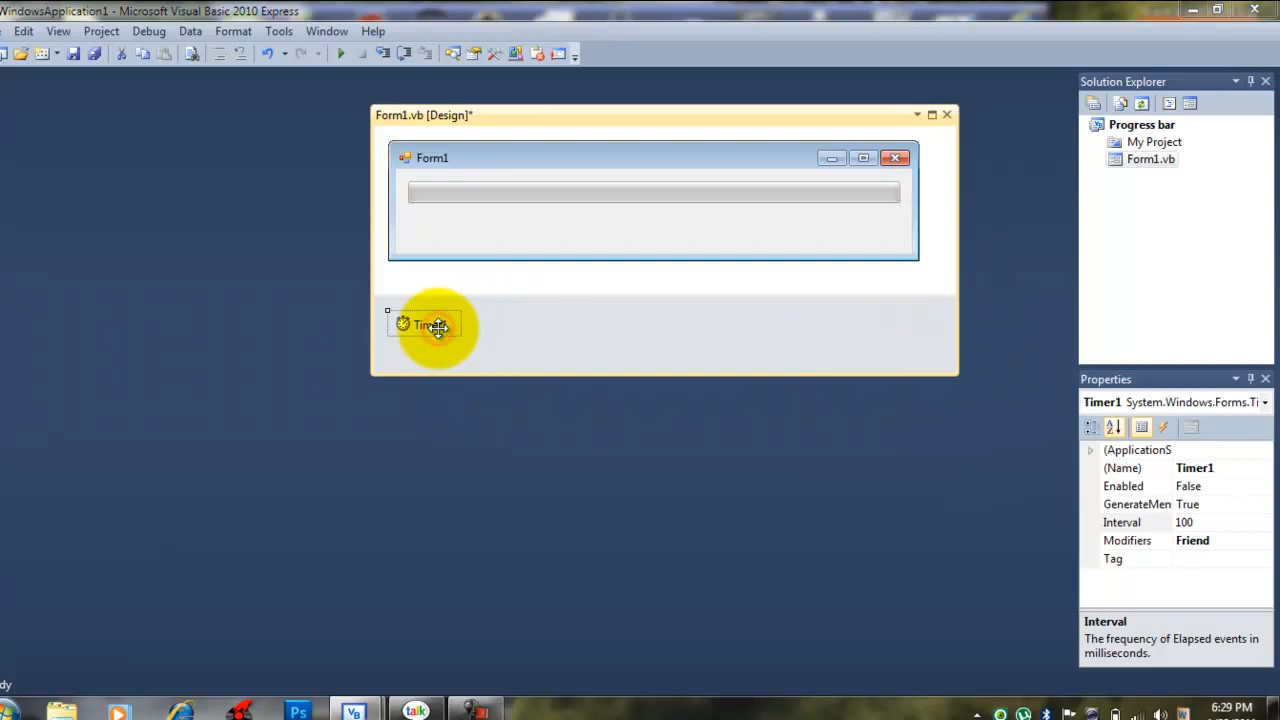 WindowsApplication1 - Microsoft Visual Basic 2010 Express
Edit View Project Debug Data Format Tools Window Help
Form1.vb [Design]*
Form1
Solution Explorer
Progress bar
My Project
Form1.vb
Properties
Timer1 System.Windows.Forms.Ti
(ApplicationS
(Name) Timer1
Enabled False
GenerateMen True
Interval 100
Modifiers Friend
Tag
Interval
The frequency of Elapsed events in
milliseconds.
dy
Ps
VB
talk
6:29 PM